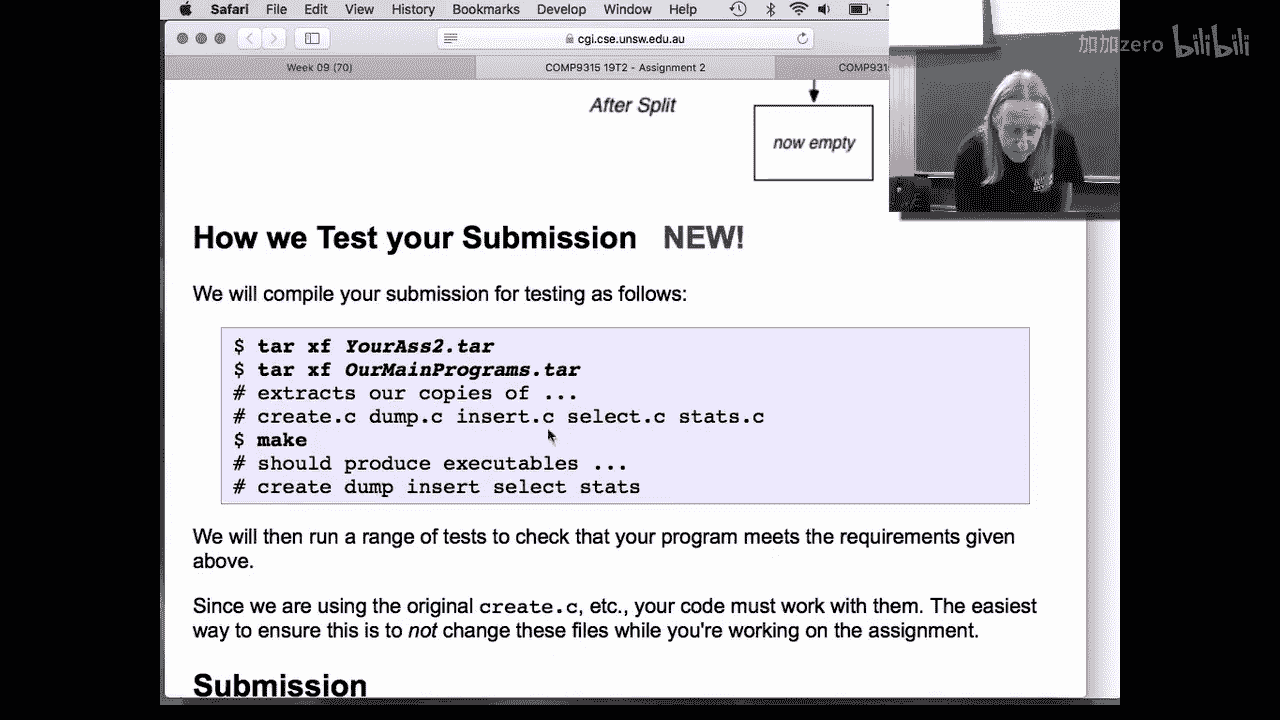 Safari File Edit View History Bookmarks Develop Window Help
cgi.cse.unsw.edu.au
Week 09 (70)
COMP9315 19T2 - Assignment 2
COMP931
加加zero bilibili
After Split
now empty
How we Test your Submission NEW!
We will compile your submission for testing as follows:
$ tar xf YourAss2.tar
$ tar xf OurMainPrograms.tar
# extracts our copies of ...
# create.c dump.c insert.c select.c stats.c
$ make
# should produce executables ...
# create dump insert select stats
We will then run a range of tests to check that your program meets the requirements given
above.
Since we are using the original create.c, etc., your code must work with them. The easiest
way to ensure this is to not change these files while you're working on the assignment.
Submission